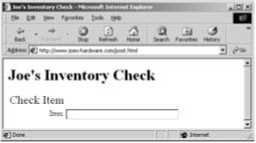 Joe's Inventory Check - Microsoft Internet Explorer
File Edit View Favorites Tools Help
Back Forward Stop Refresh Home Search Favorites History
Address http://www.joes-hardware.com/post.html Go
Joe's Inventory Check
Check Item
Item:
Done Internet